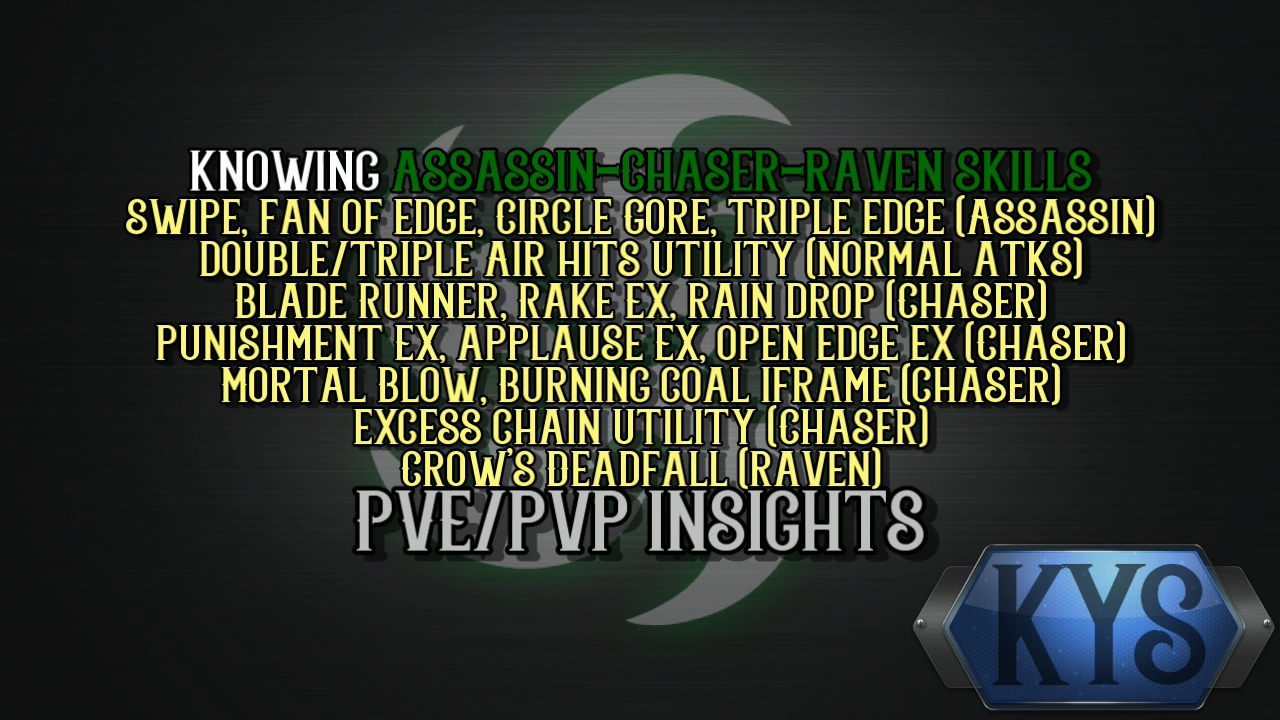 KNOWING ASSASSIN-CHASER-RAVEN SKILLS
SWIPE, FAN OF EDGE, CIRCLE GORE, TRIPLE EDGE (ASSASSIN)
DOUBLE/TRIPLE AIR HITS UTILITY (NORMAL ATKS)
BLADE RUNNER, RAKE EX, RAIN DROP (CHASER)
PUNISHMENT EX, APPLAUSE EX, OPEN EDGE EX (CHASER)
MORTAL BLOW, BURNING COAL IFRAME (CHASER)
EXCESS CHAIN UTILITY (CHASER)
CROW'S DEADFALL (RAVEN)
PVE/PVP INSIGHTS
KYS